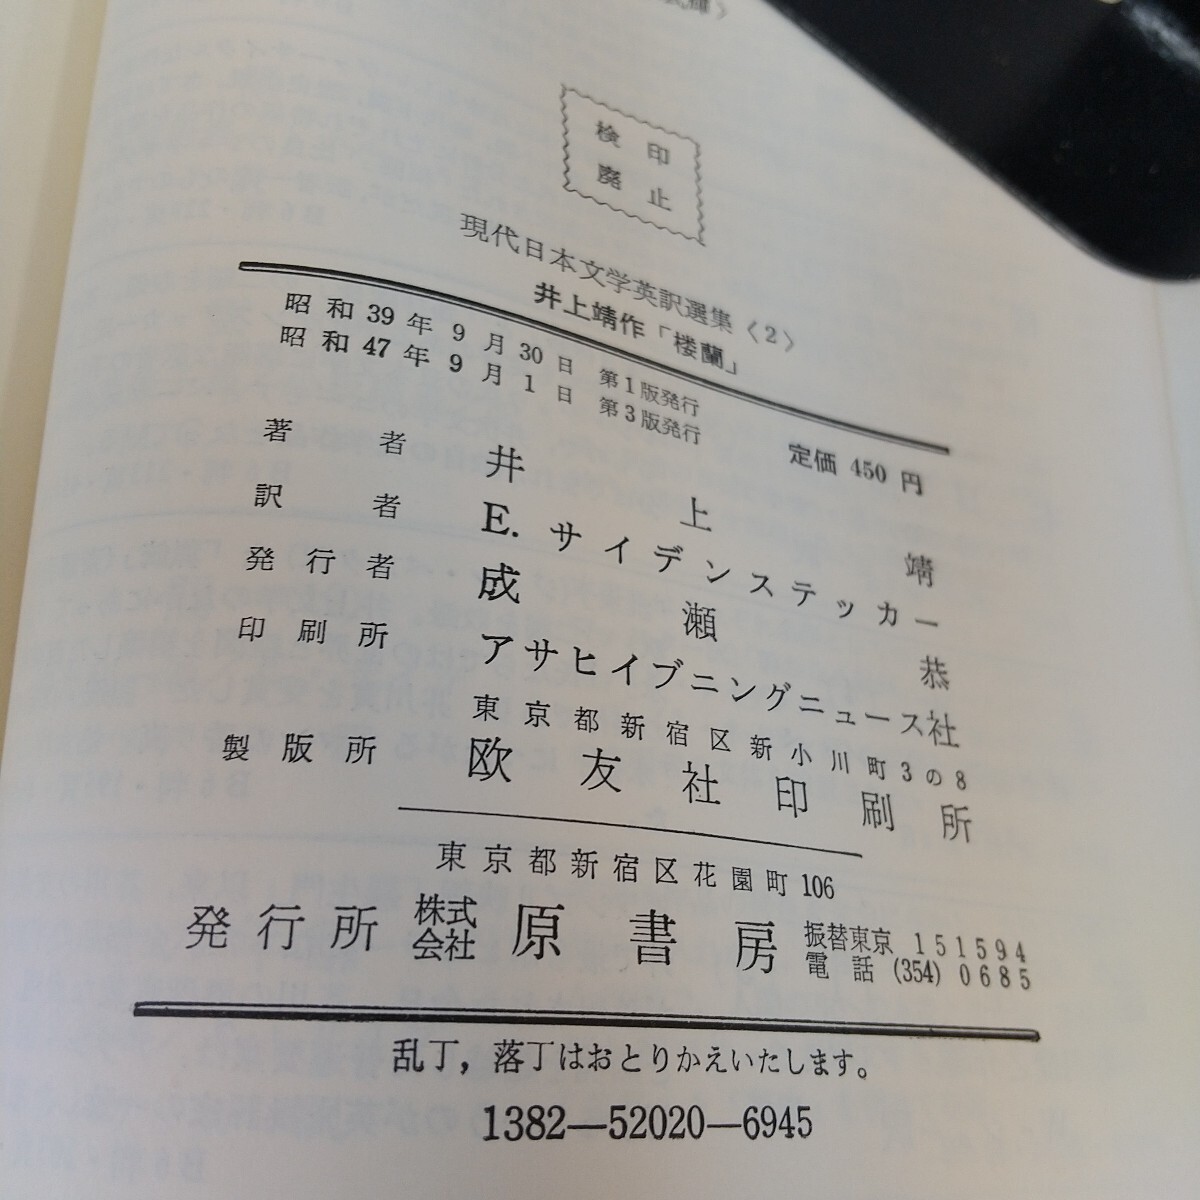 検印
廃止
現代日本文学英訳選集〈2〉
井上靖作「楼蘭」
昭和39年9月30日 第1版発行
昭和47年9月1日 第3版発行
定価 450 円
著者 井上靖
訳者 E. サイデンステッカー
発行者 成瀬恭
印刷所 アサヒイブニングニュース社
東京都新宿区新小川町3の8
製版所 欧友社印刷所
東京都新宿区花園町106
発行所 株式会社 原書房 振替東京 151594
電話 (354) 0685
乱丁，落丁はおとりかえいたします。
1382—52020—6945